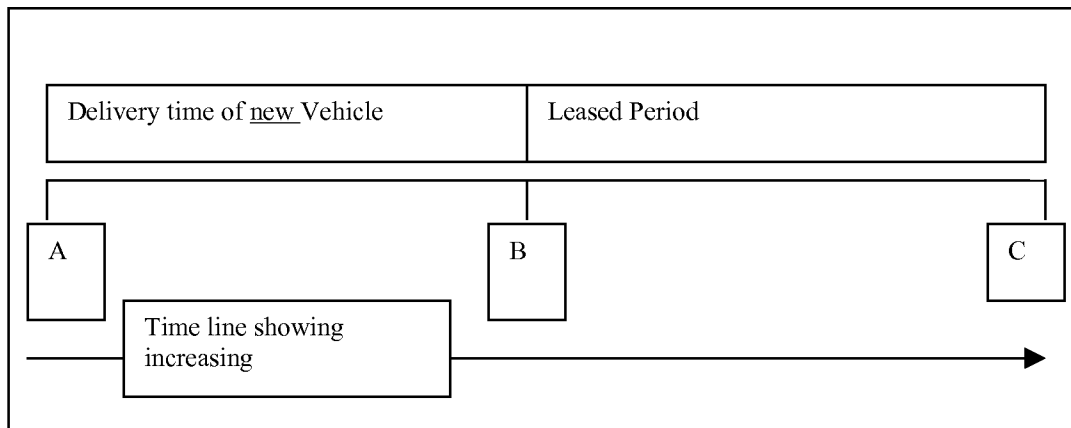 Delivery time of new Vehicle
Leased Period
A
B
C
Time line showing
increasing